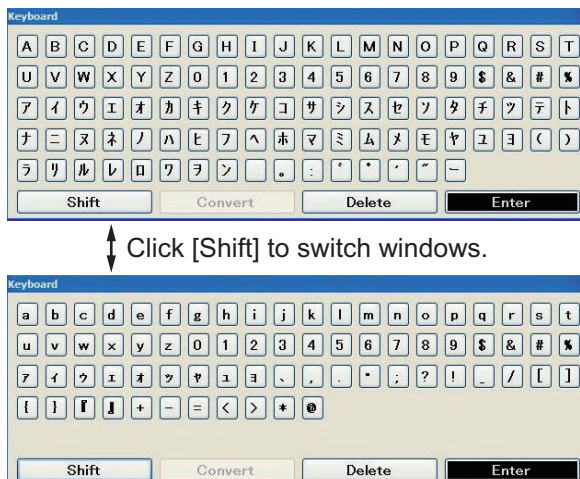 Keyboard
A B C D E F G H I J K L M N O P Q R S T
U V W X Y Z 0 1 2 3 4 5 6 7 8 9 $ & # %
ア イ ウ エ オ カ キ ク ケ コ サ シ ス セ ソ タ チ ツ テ ト
ナ ニ ヌ ネ ノ ハ ヒ フ ヘ ホ マ ミ ム メ モ ヤ ユ ヨ ( )
ラ リ ル レ ロ ワ ヲ ン 。 : ゛ ・ ´ ˝ ー
Shift Convert Delete Enter
Click [Shift] to switch windows.
Keyboard
a b c d e f g h i j k l m n o p q r s t
u v w x y z 0 1 2 3 4 5 6 7 8 9 $ & # %
ァ ィ ゥ ェ ォ ッ ャ ュ ョ 、 , . ・ ; ? ! _ / [ ]
{ } 『 』 + - = < > * @
Shift Convert Delete Enter